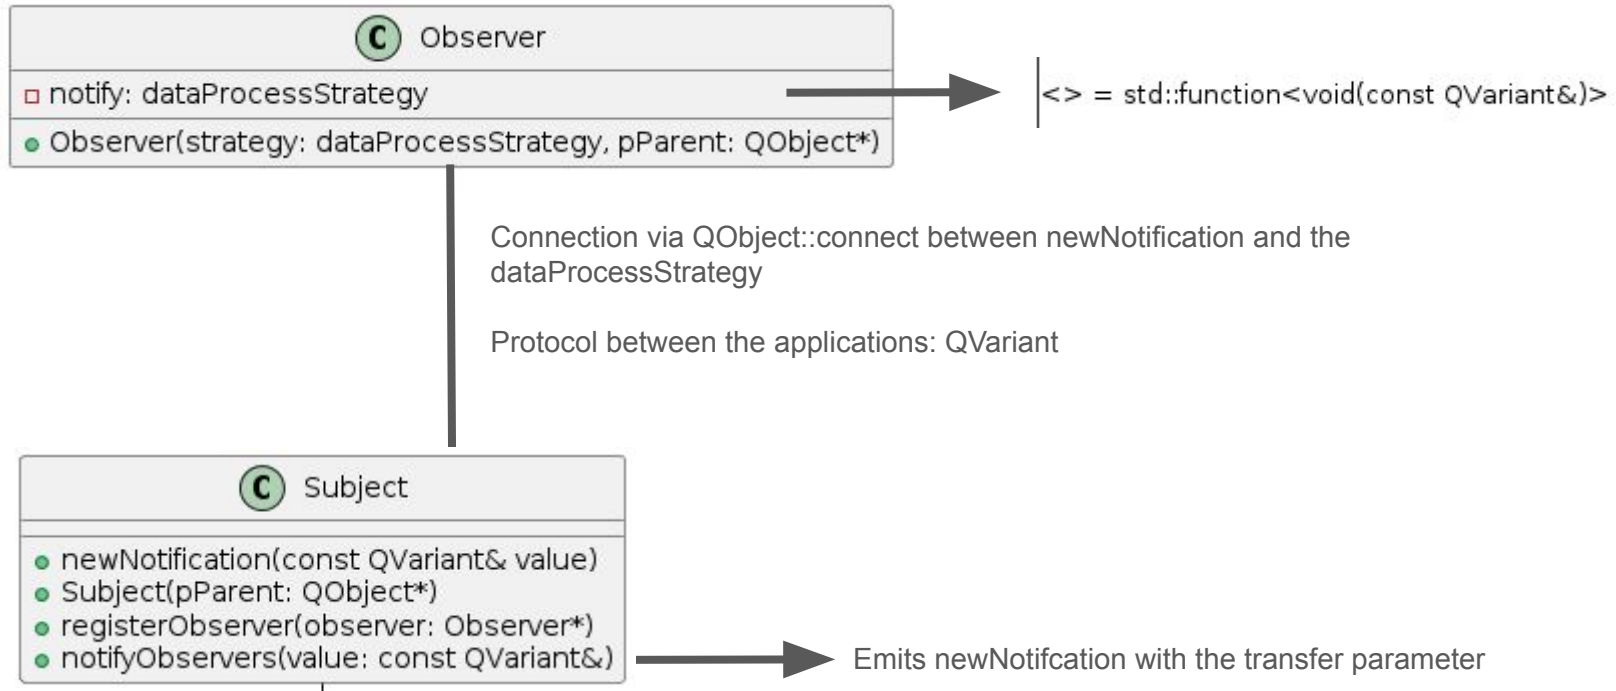 C Observer
notify: dataProcessStrategy
<> = std::function<void(const QVariant&)>
Observer(strategy: dataProcessStrategy, pParent: QObject*)
Connection via QObject::connect between newNotification and the
dataProcessStrategy
Protocol between the applications: QVariant
C Subject
newNotification(const QVariant& value)
Subject(pParent: QObject*)
registerObserver(observer: Observer*)
notifyObservers(value: const QVariant&)
Emits newNotifcation with the transfer parameter